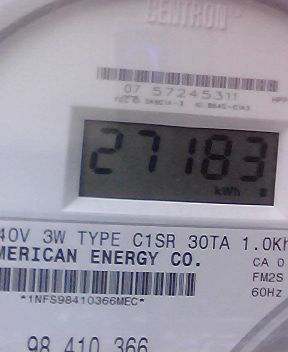 CENTRON
07 57245311
27183
kWh
40V 3W TYPE C1SR 30TA 1.0Kh
MERICAN ENERGY CO.
CA 0
FM2S
60Hz
*1NFS98410366MEC*
98 410 366